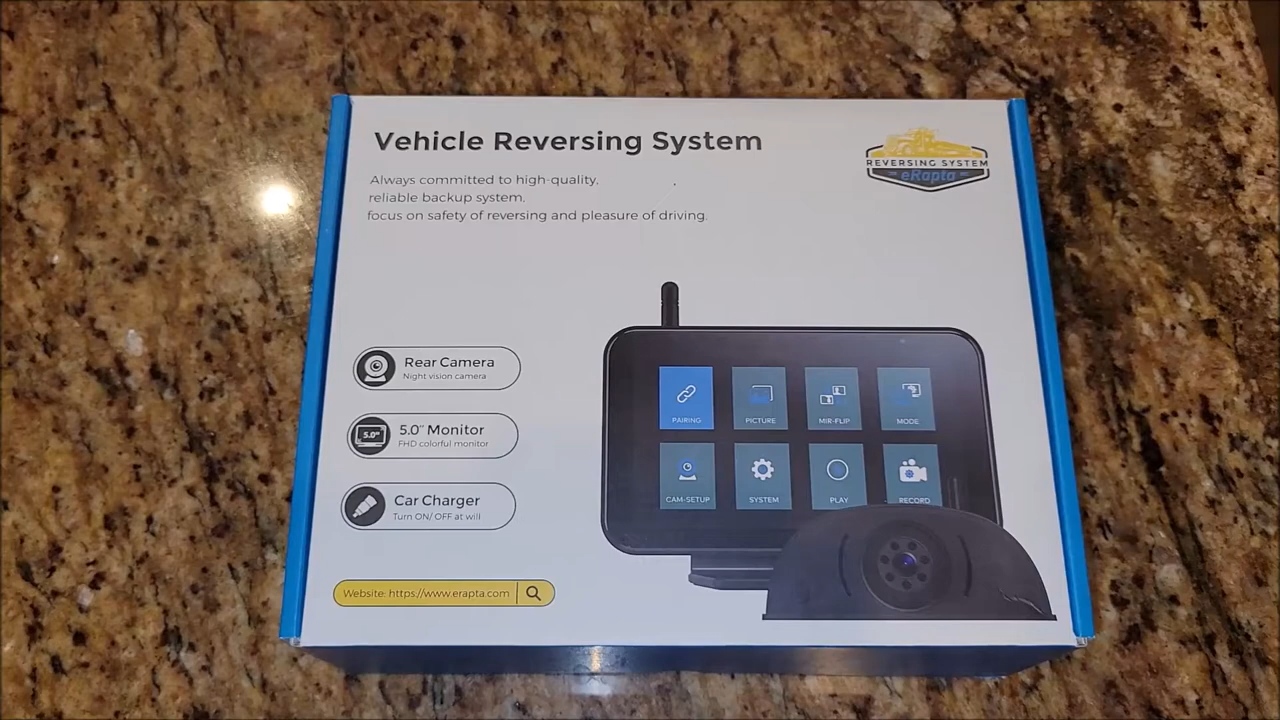 Vehicle Reversing System
Always committed to high-quality,
reliable backup system,
focus on safety of reversing and pleasure of driving.
REVERSING SYSTEM
eRapta
Rear Camera
Night vision camera
5.0"
5.0" Monitor
FHD colorful monitor
Car Charger
Turn ON/ OFF at will
Website: https://www.erapta.com
PAIRING
PICTURE
MIR-FLIP
MODE
CAM-SETUP
SYSTEM
PLAY
RECORD